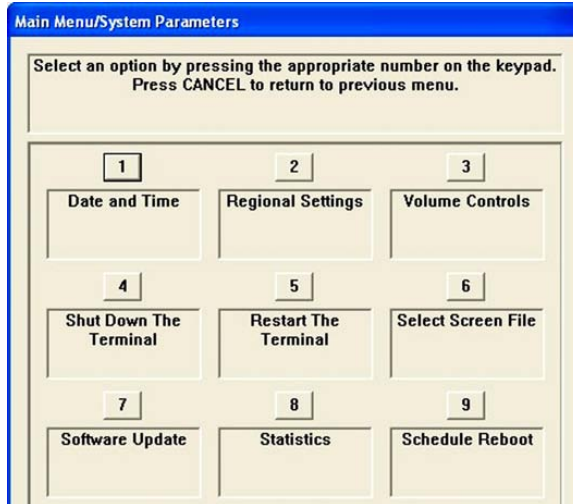 Main Menu/System Parameters
Select an option by pressing the appropriate number on the keypad.
Press CANCEL to return to previous menu.
1 2 3
Date and Time Regional Settings Volume Controls
4 5 6
Shut Down The Restart The Select Screen File
Terminal Terminal
7 8 9
Software Update Statistics Schedule Reboot